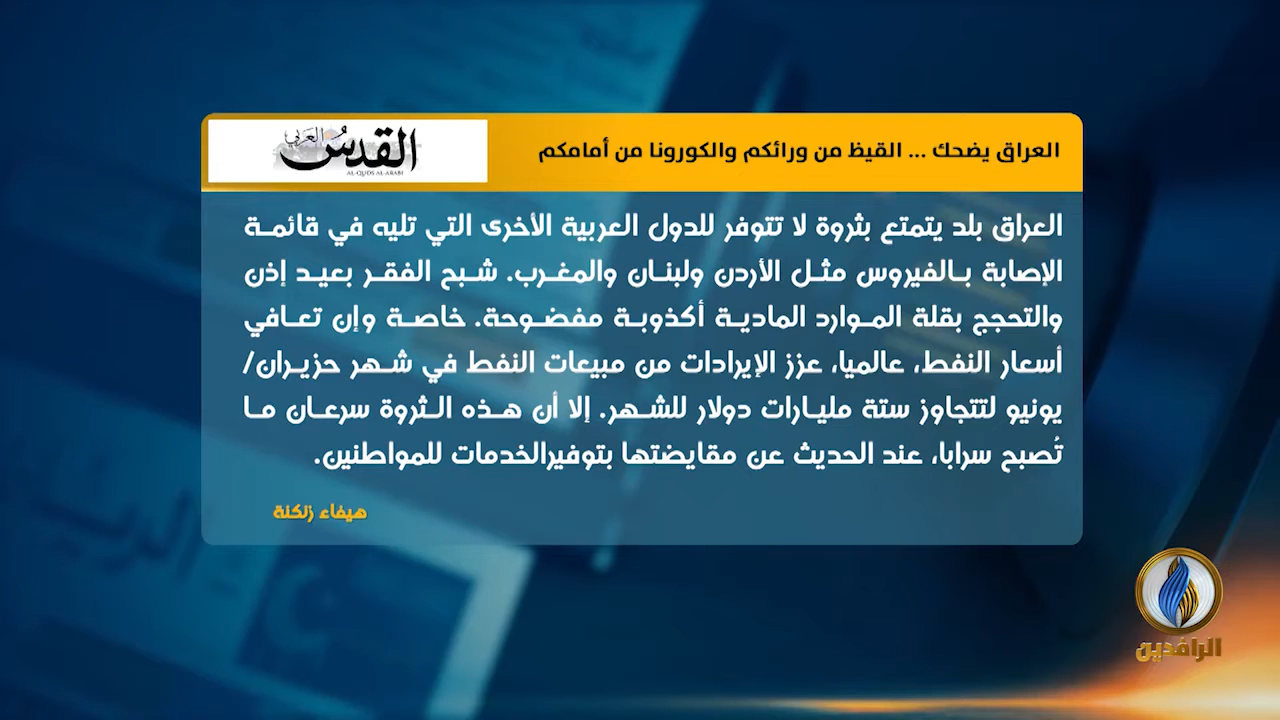 العراق يضحك ... القيظ من ورائكم والكورونا من أمامكم
القدس العربي
AL-QUDS AL-ARABI
العراق بلد يتمتع بثروة لا تتوفر للدول العربية الأخرى التي تليه في قائمة
الإصابة بالفيروس مثل الأردن ولبنان والمغرب. شبح الفقر بعيد إذن
والتحجج بقلة الموارد المادية أكذوبة مفضوحة. خاصة وإن تعافي
أسعار النفط، عالميا، عزز الإيرادات من مبيعات النفط في شهر حزيران/
يونيو لتتجاوز ستة مليارات دولار للشهر. إلا أن هذه الثروة سرعان ما
تُصبح سرابا، عند الحديث عن مقايضتها بتوفيرالخدمات للمواطنين.
هيفاء زنكنة
الرافدين